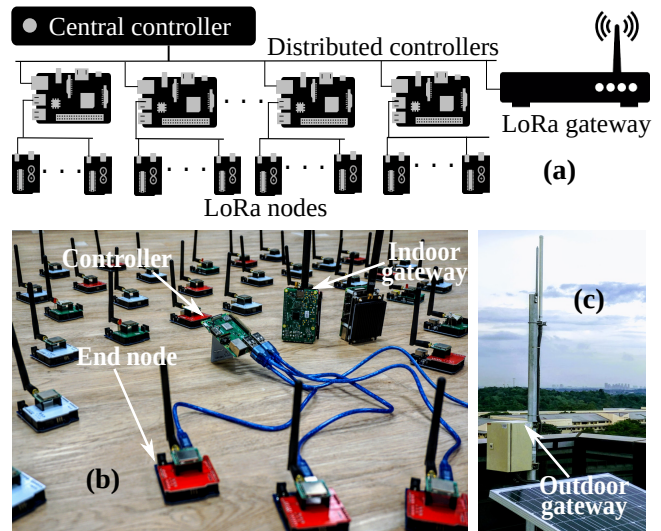 Central controller
Distributed controllers
LoRa gateway
(a)
LoRa nodes
Controller
Indoor
gateway
End node
(b)
(c)
Outdoor
gateway